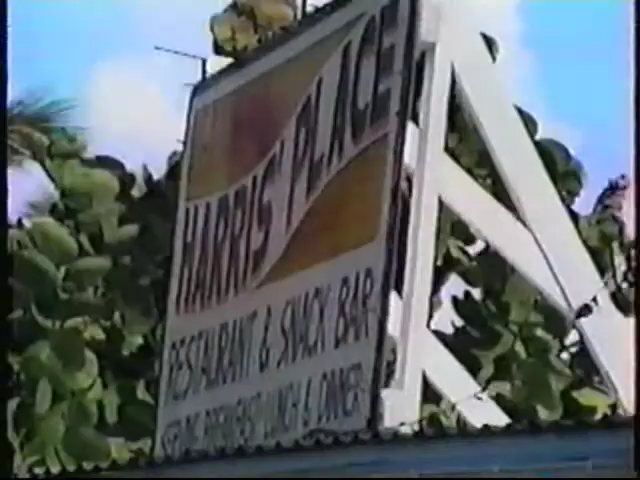 HARRIS' PLACE
RESTAURANT & SNACK BAR
SERVING BREAKFAST LUNCH & DINNER